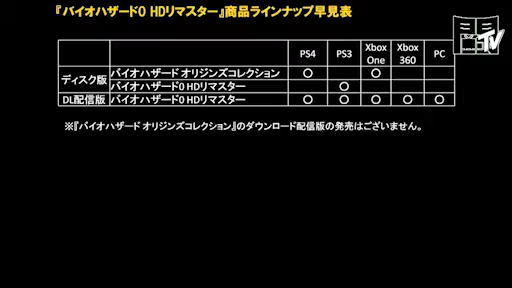 『バイオハザード0 HDリマスター』商品ラインナップ早見表
TV
PS4 PS3 Xbox One Xbox 360 PC
ディスク版 バイオハザード オリジンズコレクション 〇 〇
バイオハザード0 HDリマスター 〇
DL配信版 バイオハザード0 HDリマスター 〇 〇 〇 〇 〇
※『バイオハザード オリジンズコレクション』のダウンロード配信版の発売はございません。